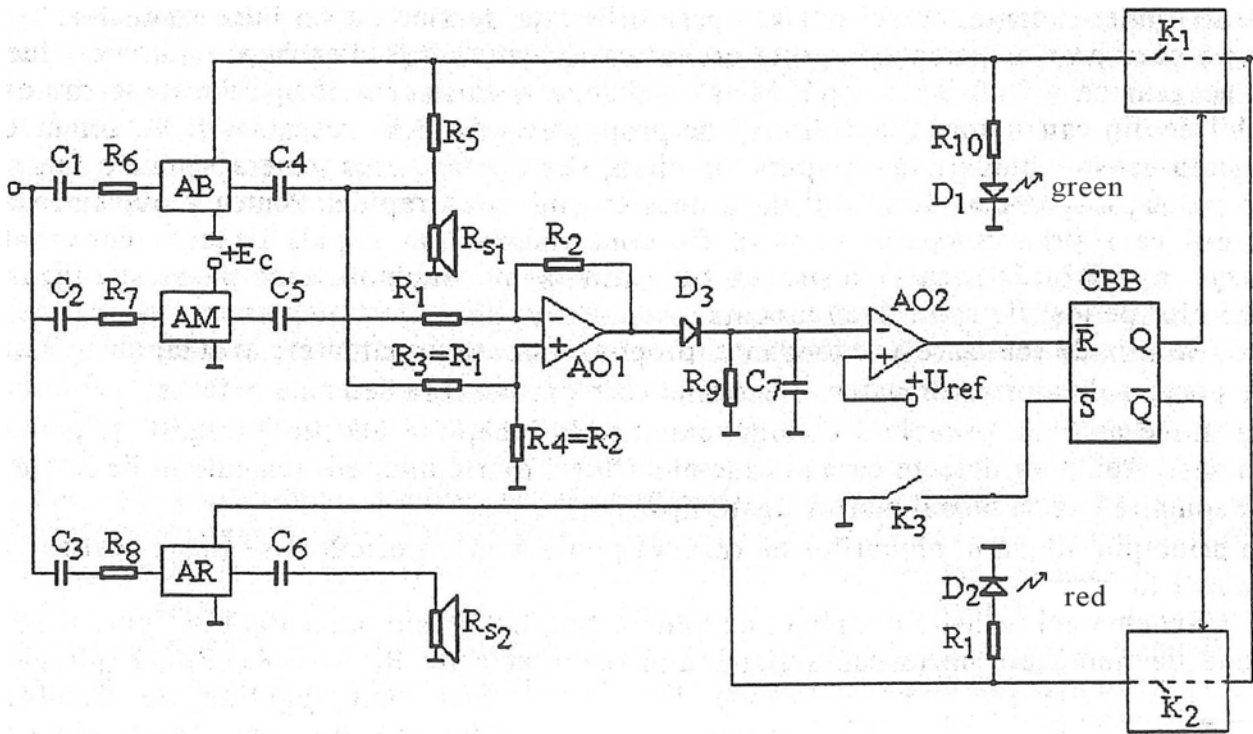 K1
C1 R6 AB C4 R5 R10
D1 green
+Ec
RS1 R2
C2 R7 AM C5 R1 D3 AO2 CBB
R̅ Q
R3=R1 + AO1 R9 C7 + Uref
S̅ Q̅
R4=R2
K3
C3 R8 AR C6 RS2 D2 red
R1
K2